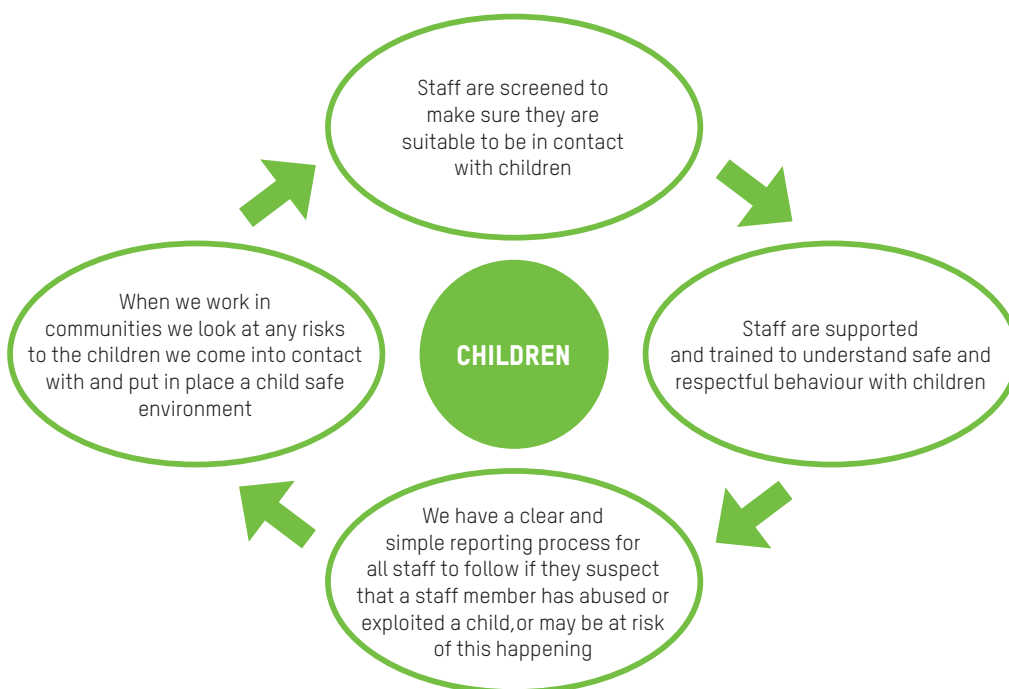 Staff are screened to
make sure they are
suitable to be in contact
with children
When we work in
communities we look at any risks
to the children we come into contact
with and put in place a child safe
environment
CHILDREN
Staff are supported
and trained to understand safe and
respectful behaviour with children
We have a clear and
simple reporting process for
all staff to follow if they suspect
that a staff member has abused or
exploited a child,or may be at risk
of this happening